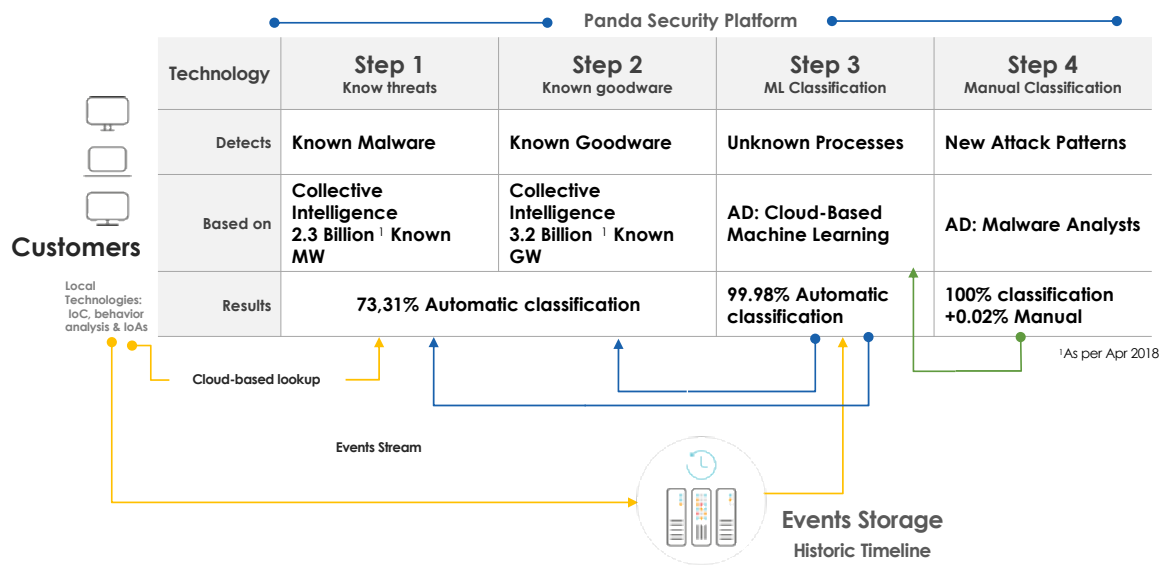 Panda Security Platform
Technology
Step 1
Know threats
Step 2
Known goodware
Step 3
ML Classification
Step 4
Manual Classification
Detects
Known Malware
Known Goodware
Unknown Processes
New Attack Patterns
Based on
Collective
Intelligence
2.3 Billion ¹ Known
MW
Collective
Intelligence
3.2 Billion ¹ Known
GW
AD: Cloud-Based
Machine Learning
AD: Malware Analysts
Customers
Local
Technologies:
IoC, behavior
analysis & IoAs
Results
73,31% Automatic classification
99.98% Automatic
classification
100% classification
+0.02% Manual
¹As per Apr 2018
Cloud-based lookup
Events Stream
Events Storage
Historic Timeline